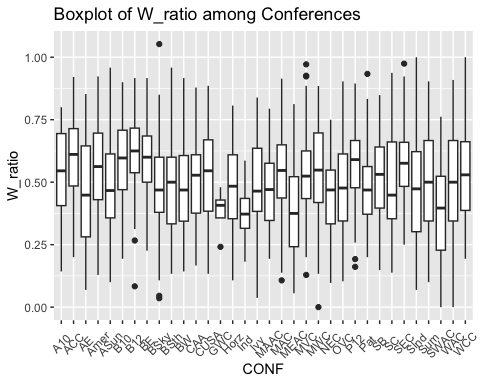 Boxplot of W_ratio among Conferences
1.00
0.75
W_ratio
0.50
0.25
0.00
A10 ACC AE Amer ASun B10 B12 BE BSky BSth BW CAA CUSA GWC Horz Ind Ivy MAAC MAC MEAC MVC MWC NEC OVC P12 Pat SB SC SEC Slnd Sum SWAC WAC WCC
CONF